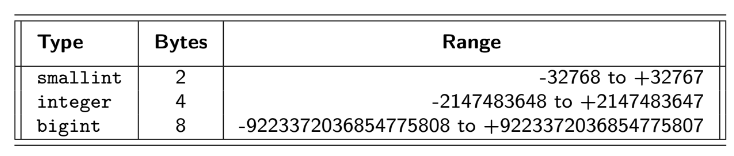 Type Bytes Range
smallint 2 -32768 to +32767
integer 4 -2147483648 to +2147483647
bigint 8 -9223372036854775808 to +9223372036854775807